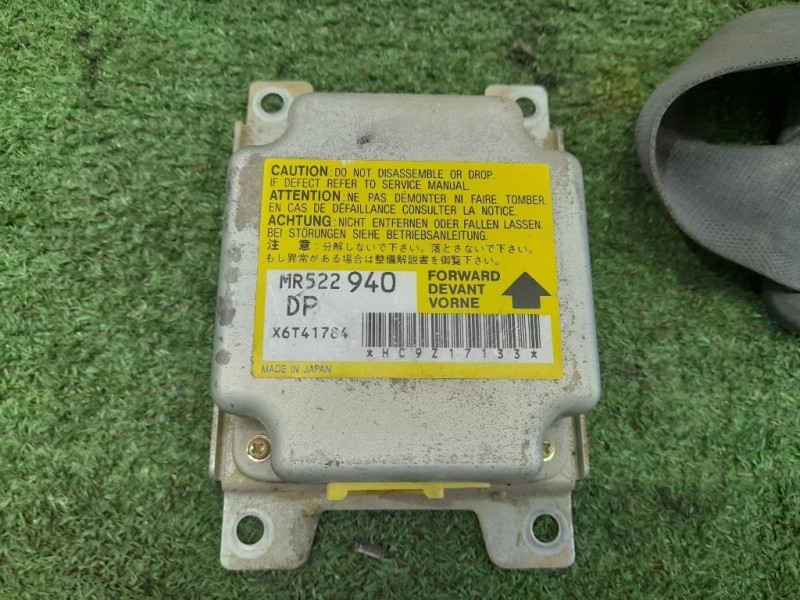 CAUTION: DO NOT DISASSEMBLE OR DROP.
IF DEFECT REFER TO SERVICE MANUAL.
ATTENTION: NE PAS DÉMONTER NI FAIRE TOMBER.
EN CAS DE DÉFAILLANCE CONSULTER LA NOTICE.
ACHTUNG: NICHT ENTFERNEN ODER FALLEN LASSEN.
BEI STÖRUNGEN SIEHE BETRIEBSANLEITUNG.
注 意:分解しないで下さい。落とさないで下さい。
もし異常がある場合は整備解説書を御覧下さい。
MR522 940
DP
X6T41784
FORWARD
DEVANT
VORNE
*HC9Z17133*
MADE IN JAPAN